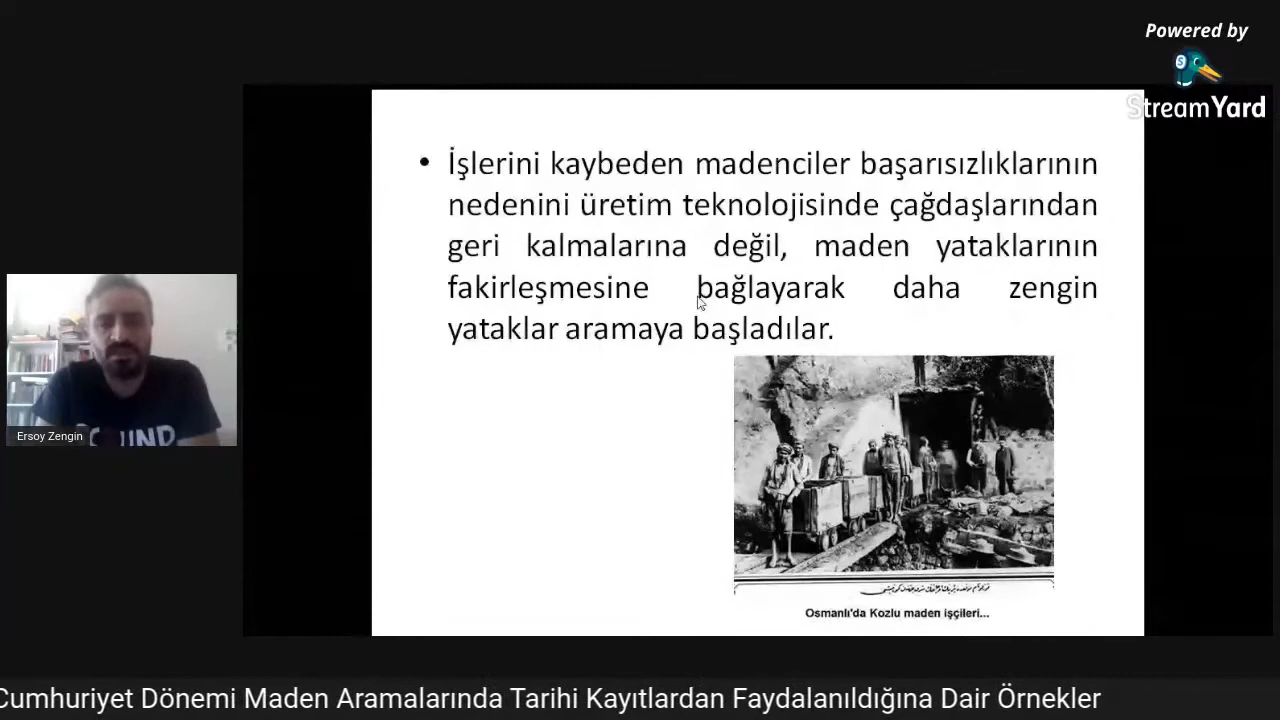 Powered by
StreamYard
• İşlerini kaybeden madenciler başarısızlıklarının
nedenini üretim teknolojisinde çağdaşlarından
geri kalmalarına değil, maden yataklarının
fakirleşmesine bağlayarak daha zengin
yataklar aramaya başladılar.
Osmanlı'da Kozlu maden işçileri...
Ersoy Zengin
Cumhuriyet Dönemi Maden Aramalarında Tarihi Kayıtlardan Faydalanıldığına Dair Örnekler